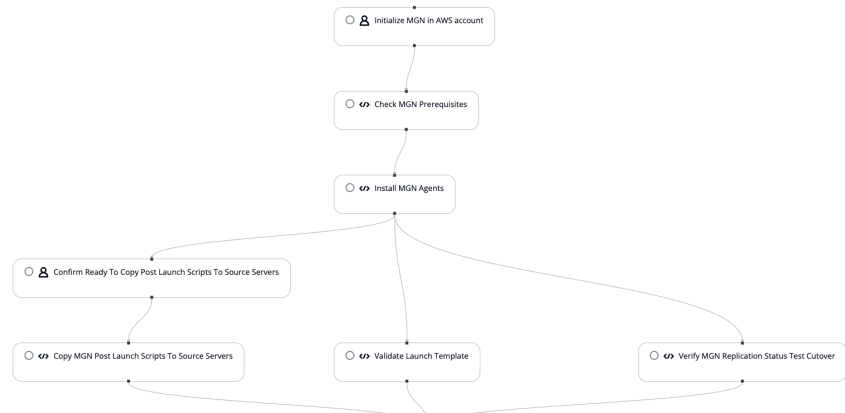 Initialize MGN in AWS account
Check MGN Prerequisites
Install MGN Agents
Confirm Ready To Copy Post Launch Scripts To Source Servers
Copy MGN Post Launch Scripts To Source Servers
Validate Launch Template
Verify MGN Replication Status Test Cutover